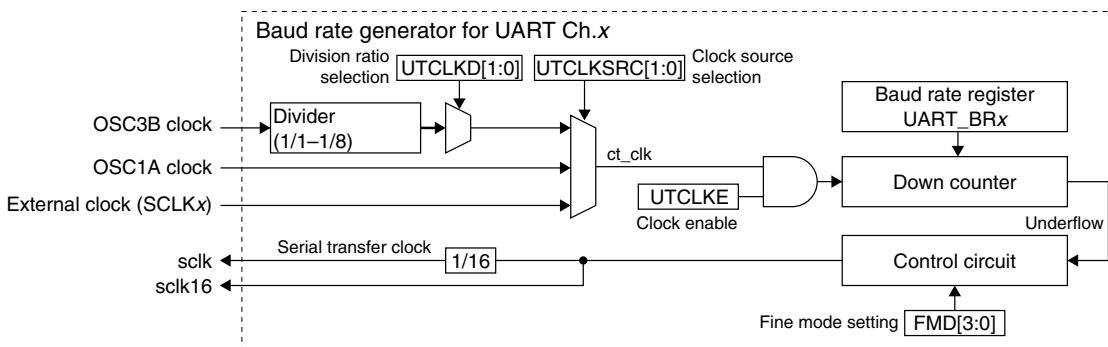 Baud rate generator for UART Ch.x
Division ratio
selection
UTCLKD[1:0]
UTCLKSRC[1:0]
Clock source
selection
Baud rate register
UART_BRx
OSC3B clock
Divider
(1/1–1/8)
OSC1A clock
ct_clk
External clock (SCLKx)
UTCLKE
Clock enable
Down counter
Underflow
sclk
Serial transfer clock
1/16
Control circuit
sclk16
Fine mode setting
FMD[3:0]